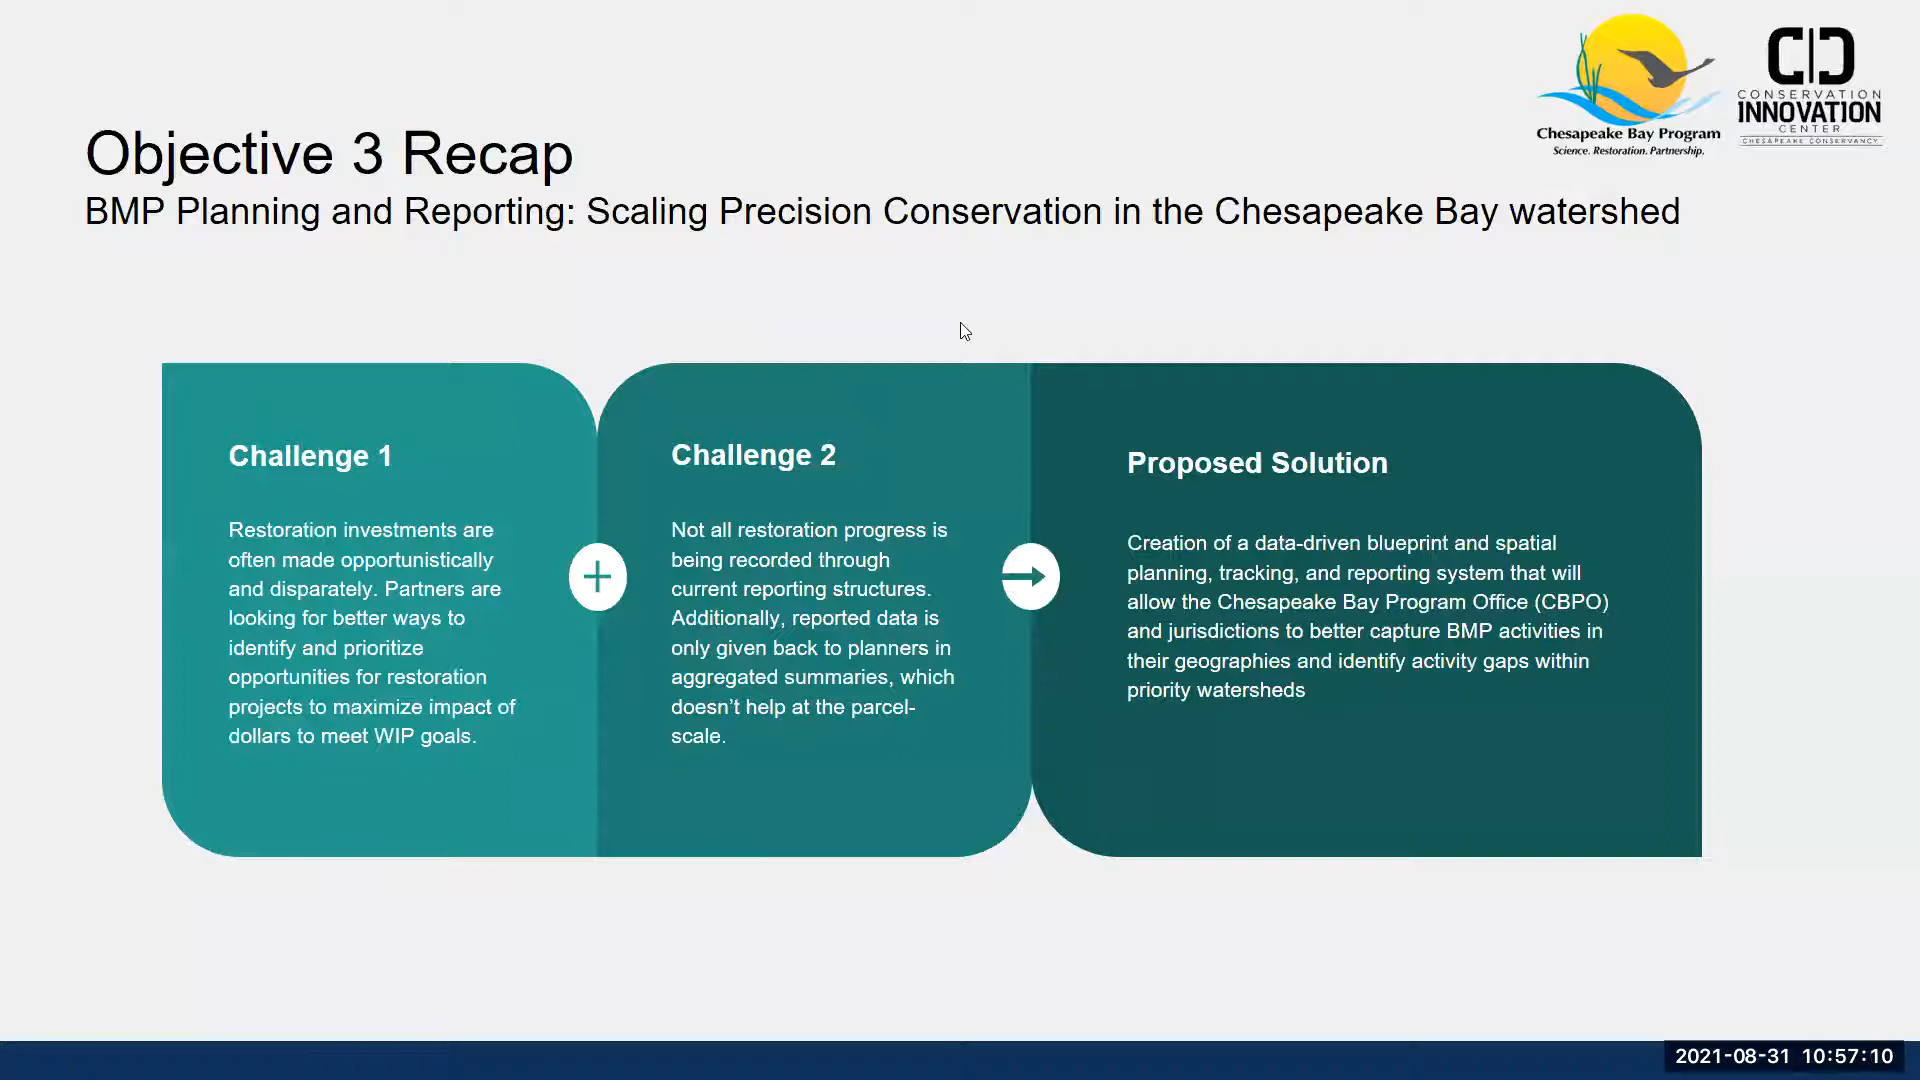 Chesapeake Bay Program
Science. Restoration. Partnership.
CONSERVATION
INNOVATION
CENTER
CHESAPEAKE CONSERVANCY
Objective 3 Recap
BMP Planning and Reporting: Scaling Precision Conservation in the Chesapeake Bay watershed
Challenge 1
Restoration investments are
often made opportunistically
and disparately. Partners are
looking for better ways to
identify and prioritize
opportunities for restoration
projects to maximize impact of
dollars to meet WIP goals.
Challenge 2
Not all restoration progress is
being recorded through
current reporting structures.
Additionally, reported data is
only given back to planners in
aggregated summaries, which
doesn’t help at the parcel-
scale.
Proposed Solution
Creation of a data-driven blueprint and spatial
planning, tracking, and reporting system that will
allow the Chesapeake Bay Program Office (CBPO)
and jurisdictions to better capture BMP activities in
their geographies and identify activity gaps within
priority watersheds
2021-08-31 10:57:10